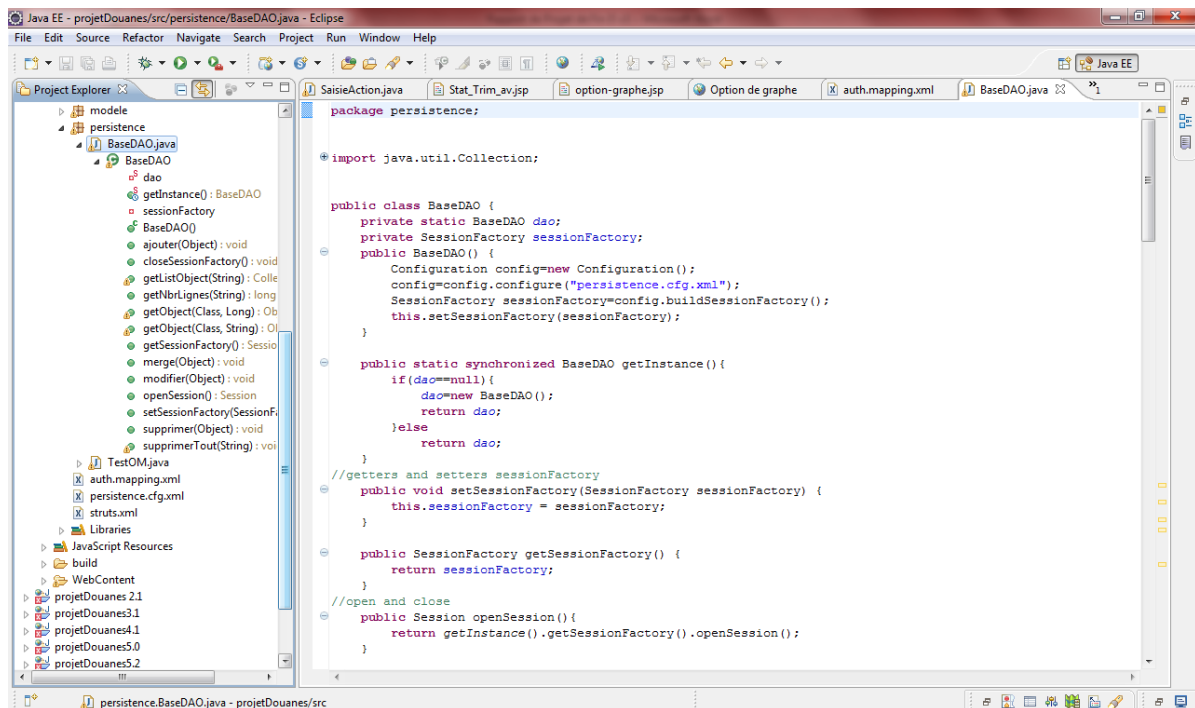 Java EE - projetDouanes/src/persistence/BaseDAO.java - Eclipse
File Edit Source Refactor Navigate Search Project Run Window Help
Java EE
Project Explorer
modele
persistence
BaseDAO.java
BaseDAO
dao
getInstance() : BaseDAO
sessionFactory
BaseDAO()
ajouter(Object) : void
closeSessionFactory() : void
getListObject(String) : Colle
getNbrLignes(String) : long
getObject(Class, Long) : Ob
getObject(Class, String) : O
getSessionFactory() : Sessio
merge(Object) : void
modifier(Object) : void
openSession() : Session
setSessionFactory(SessionFa
supprimer(Object) : void
supprimerTout(String) : voi
TestOM.java
auth.mapping.xml
persistence.cfg.xml
struts.xml
Libraries
JavaScript Resources
build
WebContent
projetDouanes 2.1
projetDouanes3.1
projetDouanes4.1
projetDouanes5.0
projetDouanes5.2
SaisieAction.java Stat_Trim_av.jsp option-graphe.jsp Option de graphe auth.mapping.xml BaseDAO.java »1
package persistence;
import java.util.Collection;
public class BaseDAO {
private static BaseDAO dao;
private SessionFactory sessionFactory;
public BaseDAO() {
Configuration config=new Configuration();
config=config.configure("persistence.cfg.xml");
SessionFactory sessionFactory=config.buildSessionFactory();
this.setSessionFactory(sessionFactory);
}
public static synchronized BaseDAO getInstance(){
if(dao==null){
dao=new BaseDAO();
return dao;
}else
return dao;
}
//getters and setters sessionFactory
public void setSessionFactory(SessionFactory sessionFactory) {
this.sessionFactory = sessionFactory;
}
public SessionFactory getSessionFactory() {
return sessionFactory;
}
//open and close
public Session openSession(){
return getInstance().getSessionFactory().openSession();
}
persistence.BaseDAO.java - projetDouanes/src